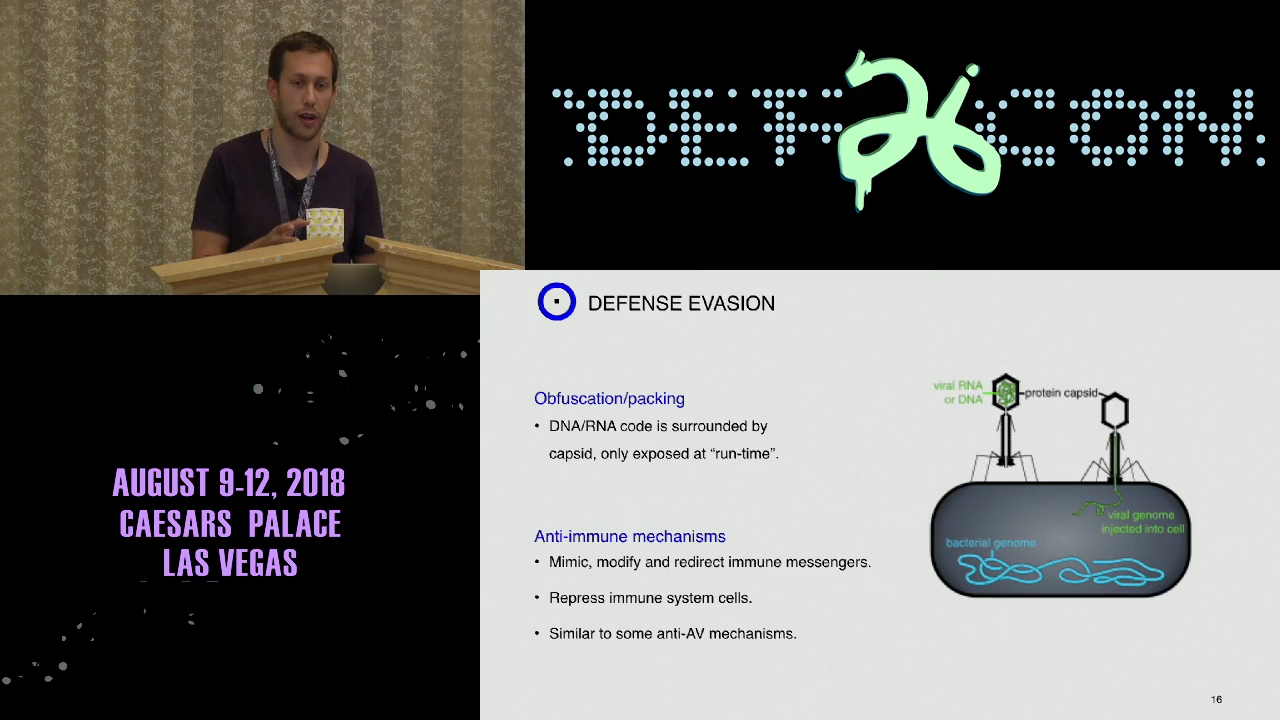 DEF 26 CON
AUGUST 9-12, 2018
CAESARS PALACE
LAS VEGAS
DEFENSE EVASION
Obfuscation/packing
• DNA/RNA code is surrounded by
capsid, only exposed at “run-time”.
Anti-immune mechanisms
• Mimic, modify and redirect immune messengers.
• Repress immune system cells.
• Similar to some anti-AV mechanisms.
viral RNA
or DNA
protein capsid
viral genome
injected into cell
bacterial genome
16